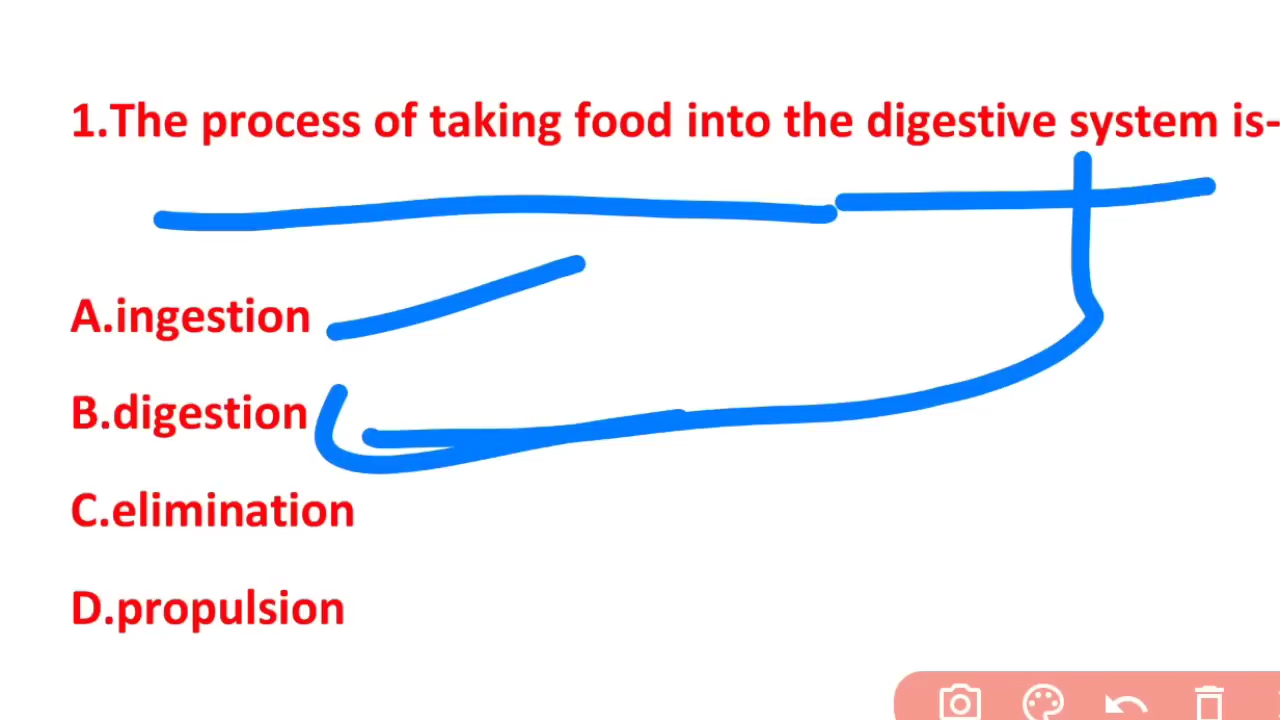 1.The process of taking food into the digestive system is-
A.ingestion
B.digestion
C.elimination
D.propulsion